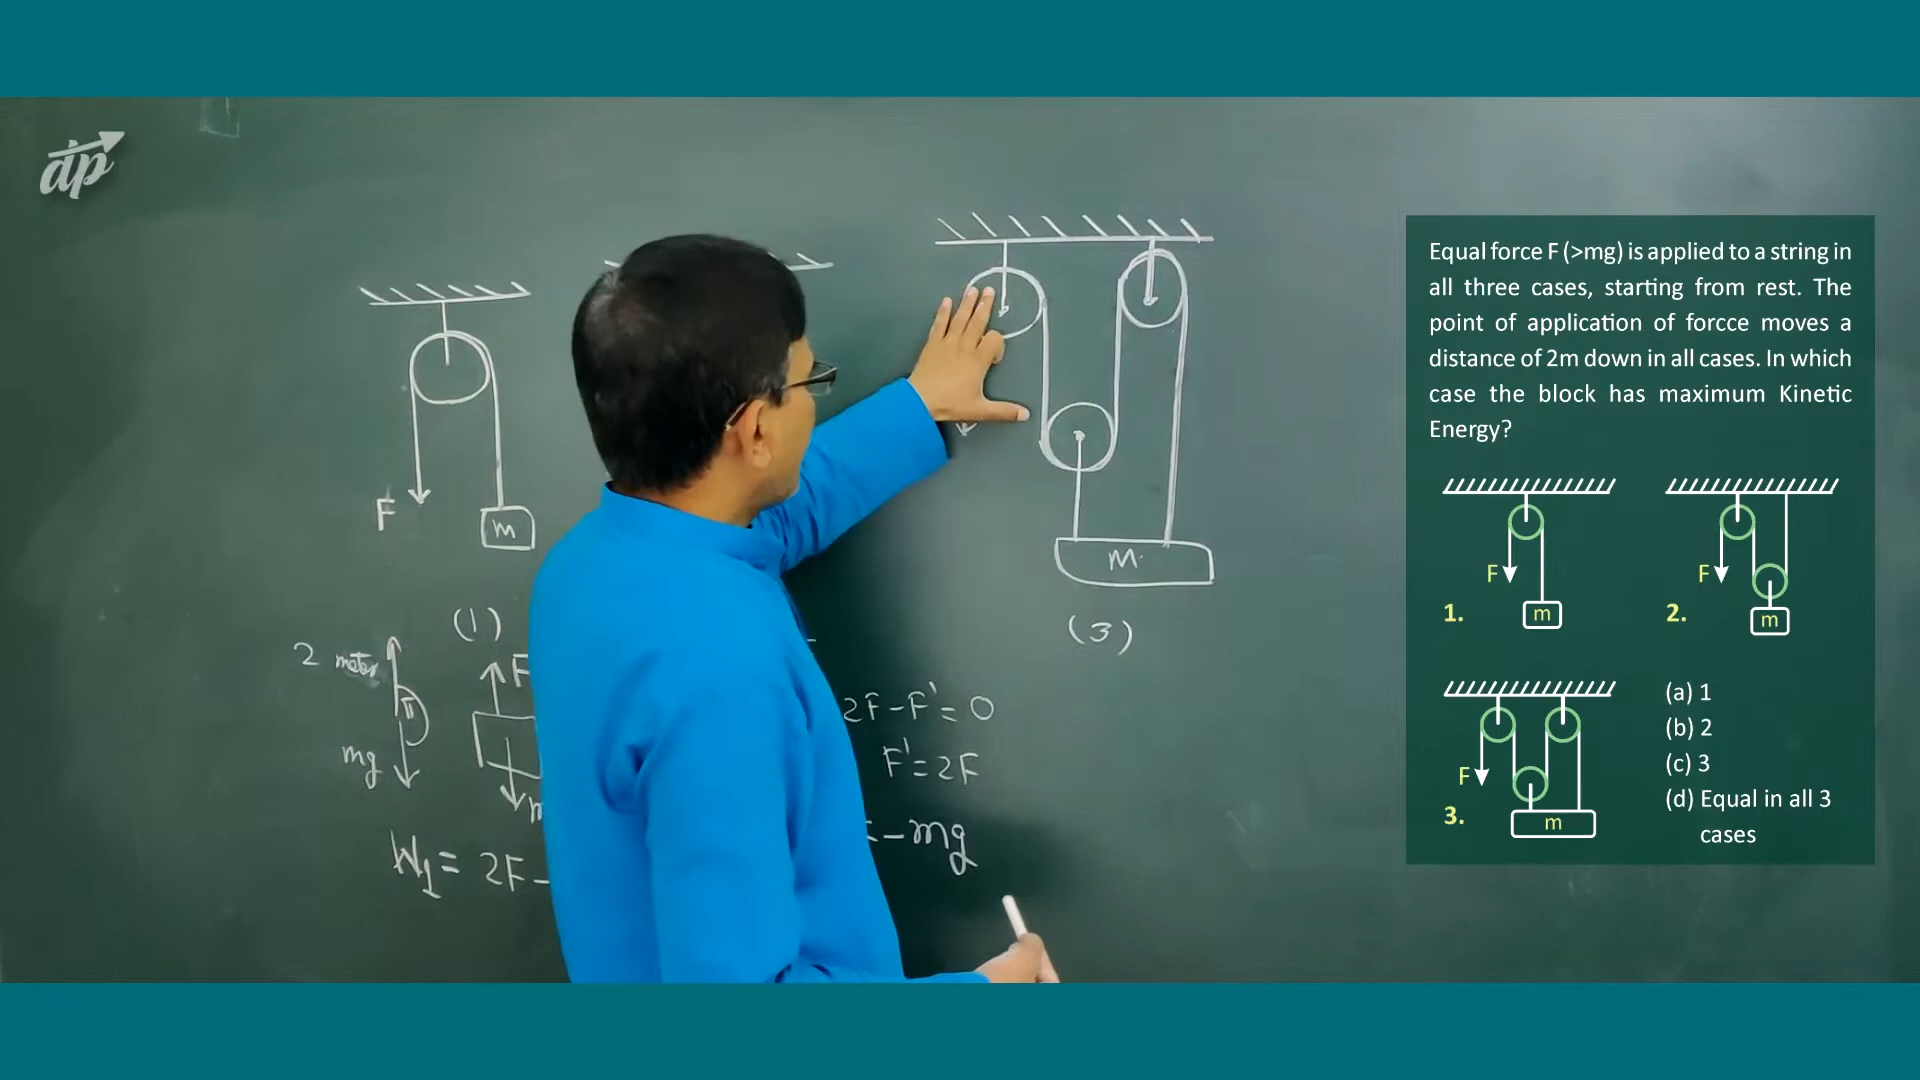 dp
F
m
(1)
2 meter
F
mg
W₁ = 2F -
2F - F' = 0
F' = 2F
- mg
M
(3)
Equal force F (>mg) is applied to a string in
all three cases, starting from rest. The
point of application of forcce moves a
distance of 2m down in all cases. In which
case the block has maximum Kinetic
Energy?
F
1.
m
F
2.
m
F
3.
m
(a) 1
(b) 2
(c) 3
(d) Equal in all 3
cases